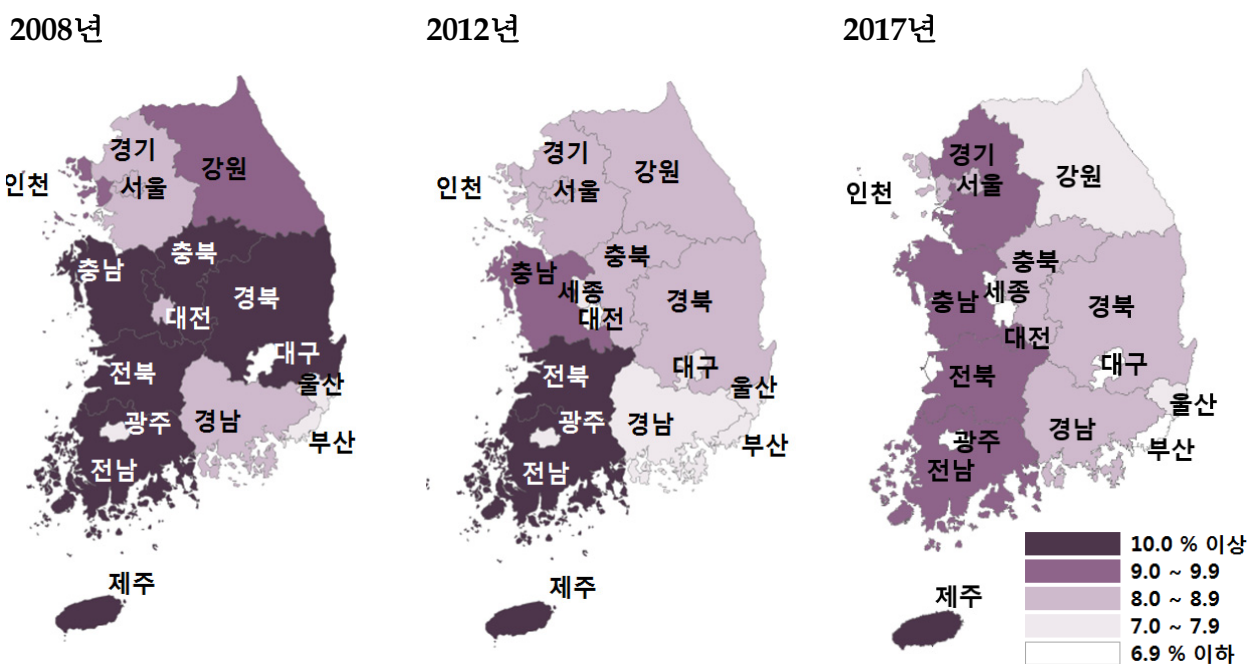 2008년
경기
강원
인천
서울
충북
충남
경북
대전
대구
전북
울산
광주
경남
부산
전남
제주
2012년
경기
강원
인천
서울
충북
충남
세종
경북
대전
대구
전북
울산
광주
경남
부산
전남
제주
2017년
경기
강원
인천
서울
충북
세종
충남
경북
대전
대구
전북
울산
광주
경남
부산
전남
제주
10.0 % 이상
9.0 ~ 9.9
8.0 ~ 8.9
7.0 ~ 7.9
6.9 % 이하